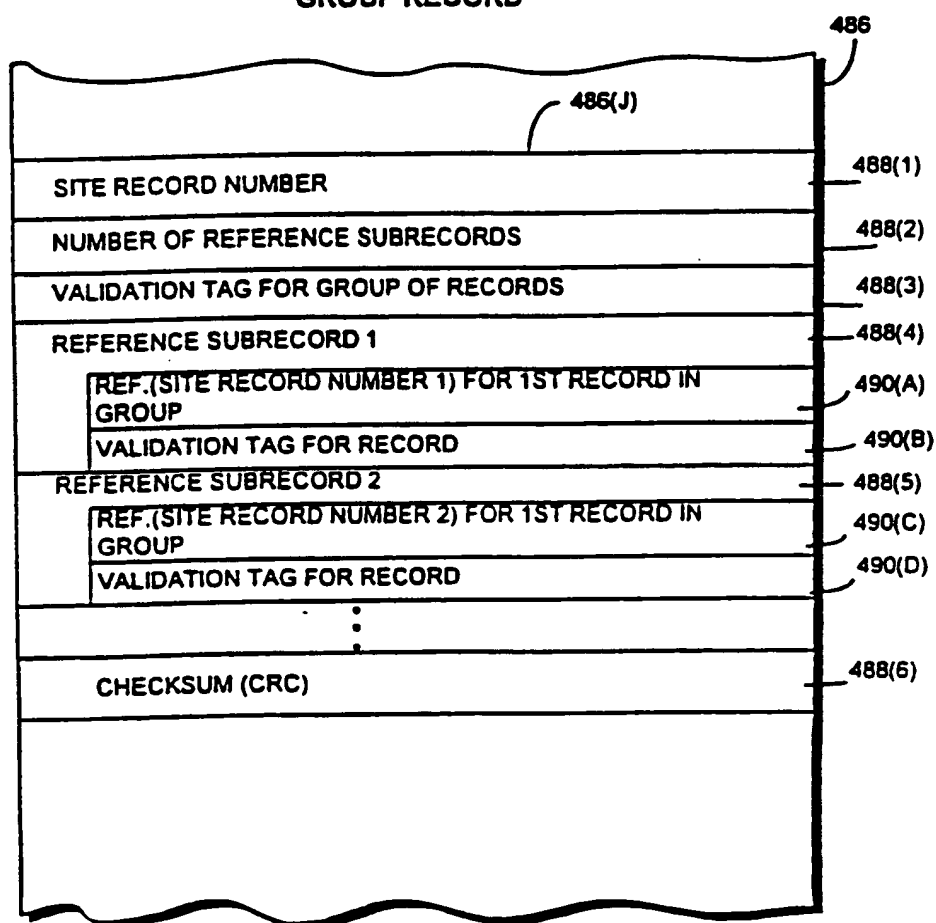 GROUP RECORD
486
486(J)
SITE RECORD NUMBER 488(1)
NUMBER OF REFERENCE SUBRECORDS 488(2)
VALIDATION TAG FOR GROUP OF RECORDS 488(3)
REFERENCE SUBRECORD 1 488(4)
REF.(SITE RECORD NUMBER 1) FOR 1ST RECORD IN
GROUP 490(A)
VALIDATION TAG FOR RECORD 490(B)
REFERENCE SUBRECORD 2 488(5)
REF.(SITE RECORD NUMBER 2) FOR 1ST RECORD IN
GROUP 490(C)
VALIDATION TAG FOR RECORD 490(D)
CHECKSUM (CRC) 488(6)